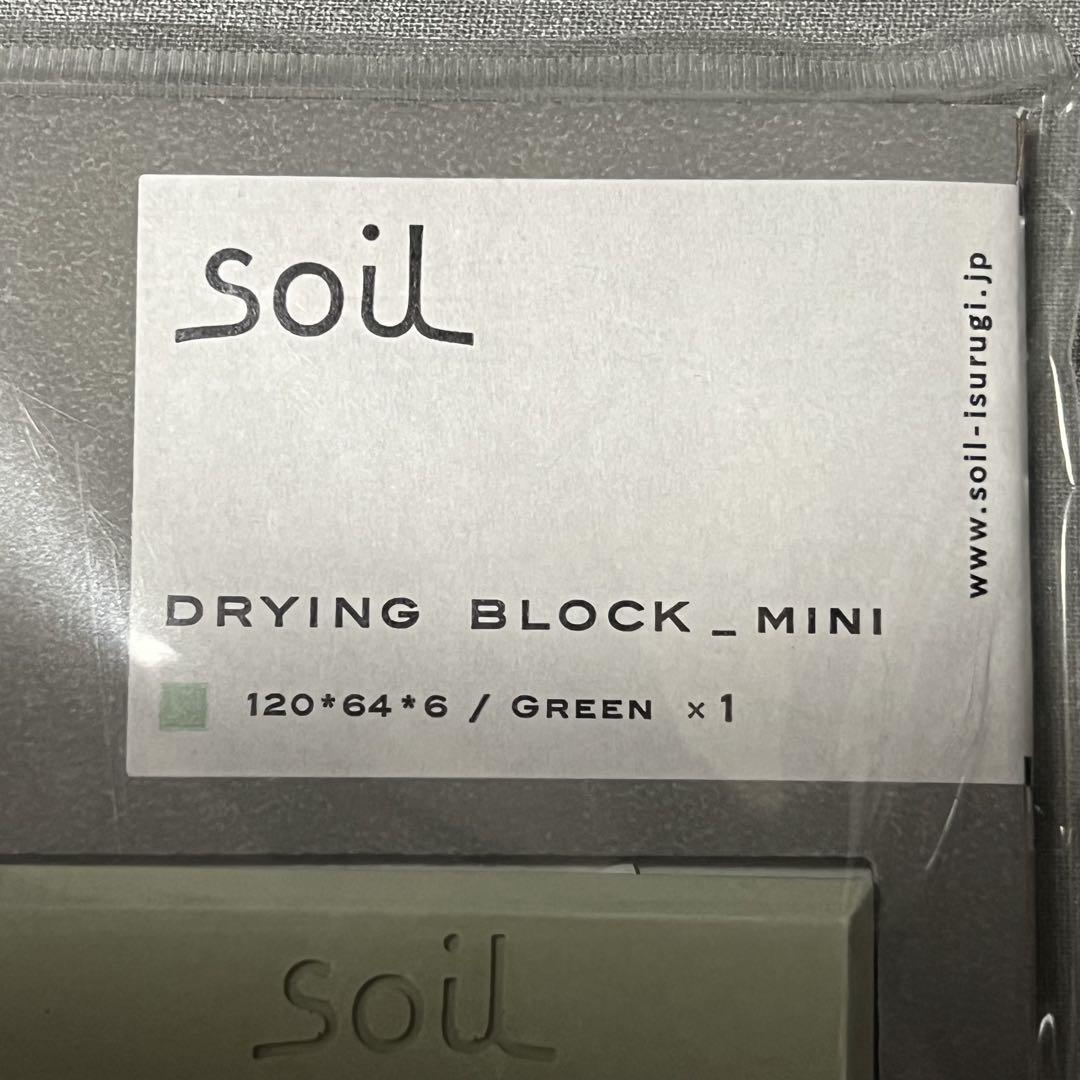 soil
www.soil-isurugi.jp
DRYING BLOCK_MINI
120*64*6 / GREEN ×1
soil